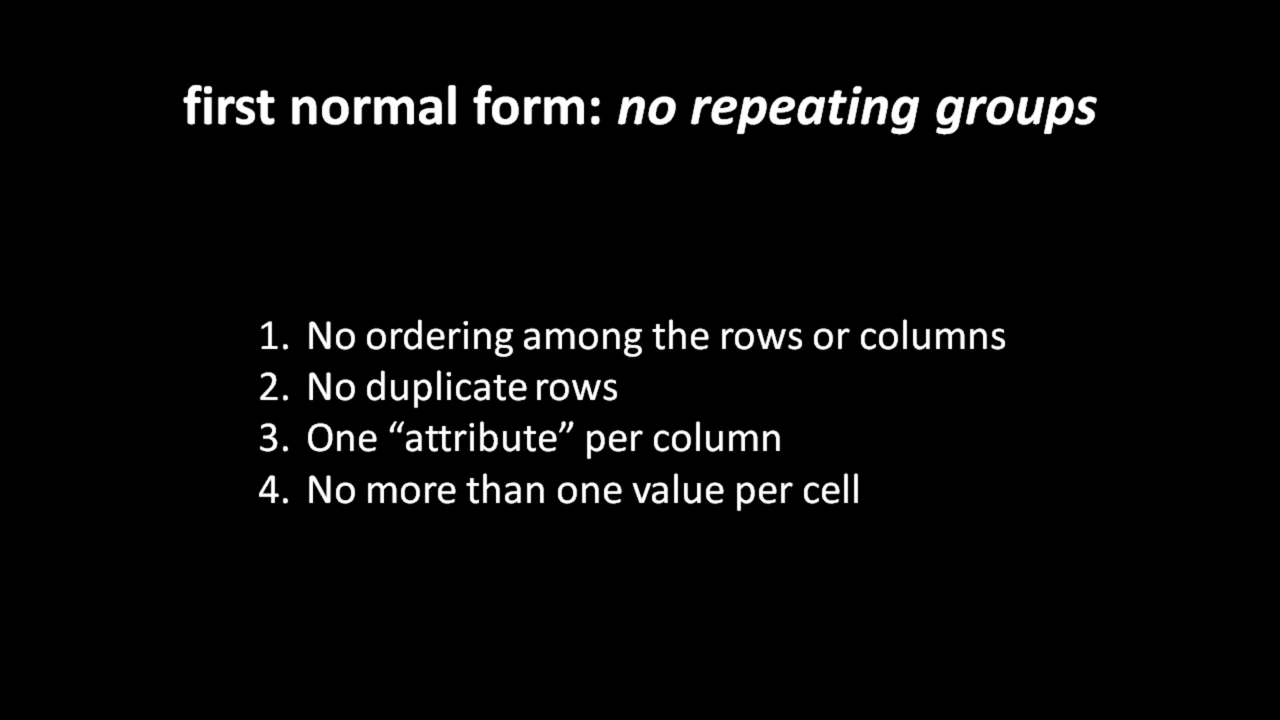 first normal form: no repeating groups
1. No ordering among the rows or columns
2. No duplicate rows
3. One “attribute” per column
4. No more than one value per cell